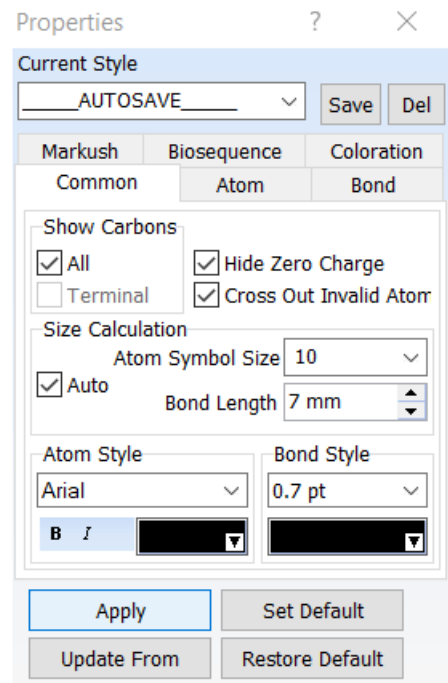 Properties ?
Current Style
_____AUTOSAVE_____ Save Del
Markush Biosequence Coloration
Common Atom Bond
Show Carbons
All Hide Zero Charge
Terminal Cross Out Invalid Atom
Size Calculation
Atom Symbol Size 10
Auto
Bond Length 7 mm
Atom Style Bond Style
Arial 0.7 pt
B I
Apply Set Default
Update From Restore Default